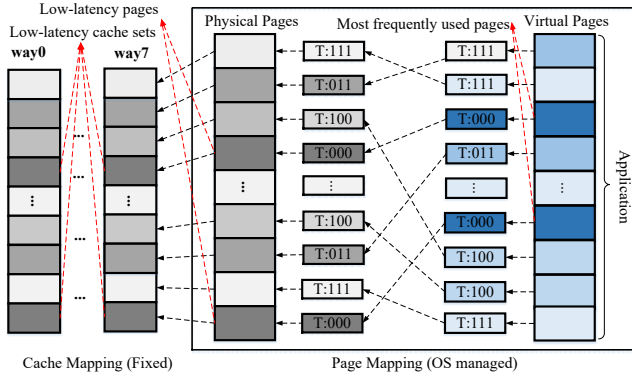 Low-latency pages
Low-latency cache sets
way0
way7
Physical Pages
Most frequently used pages
Virtual Pages
T:111
T:111
T:011
T:111
T:100
T:000
T:000
T:011
...
...
...
...
...
...
...
...
T:100
T:000
T:011
T:100
T:111
T:100
...
T:000
T:111
Application
Cache Mapping (Fixed)
Page Mapping (OS managed)